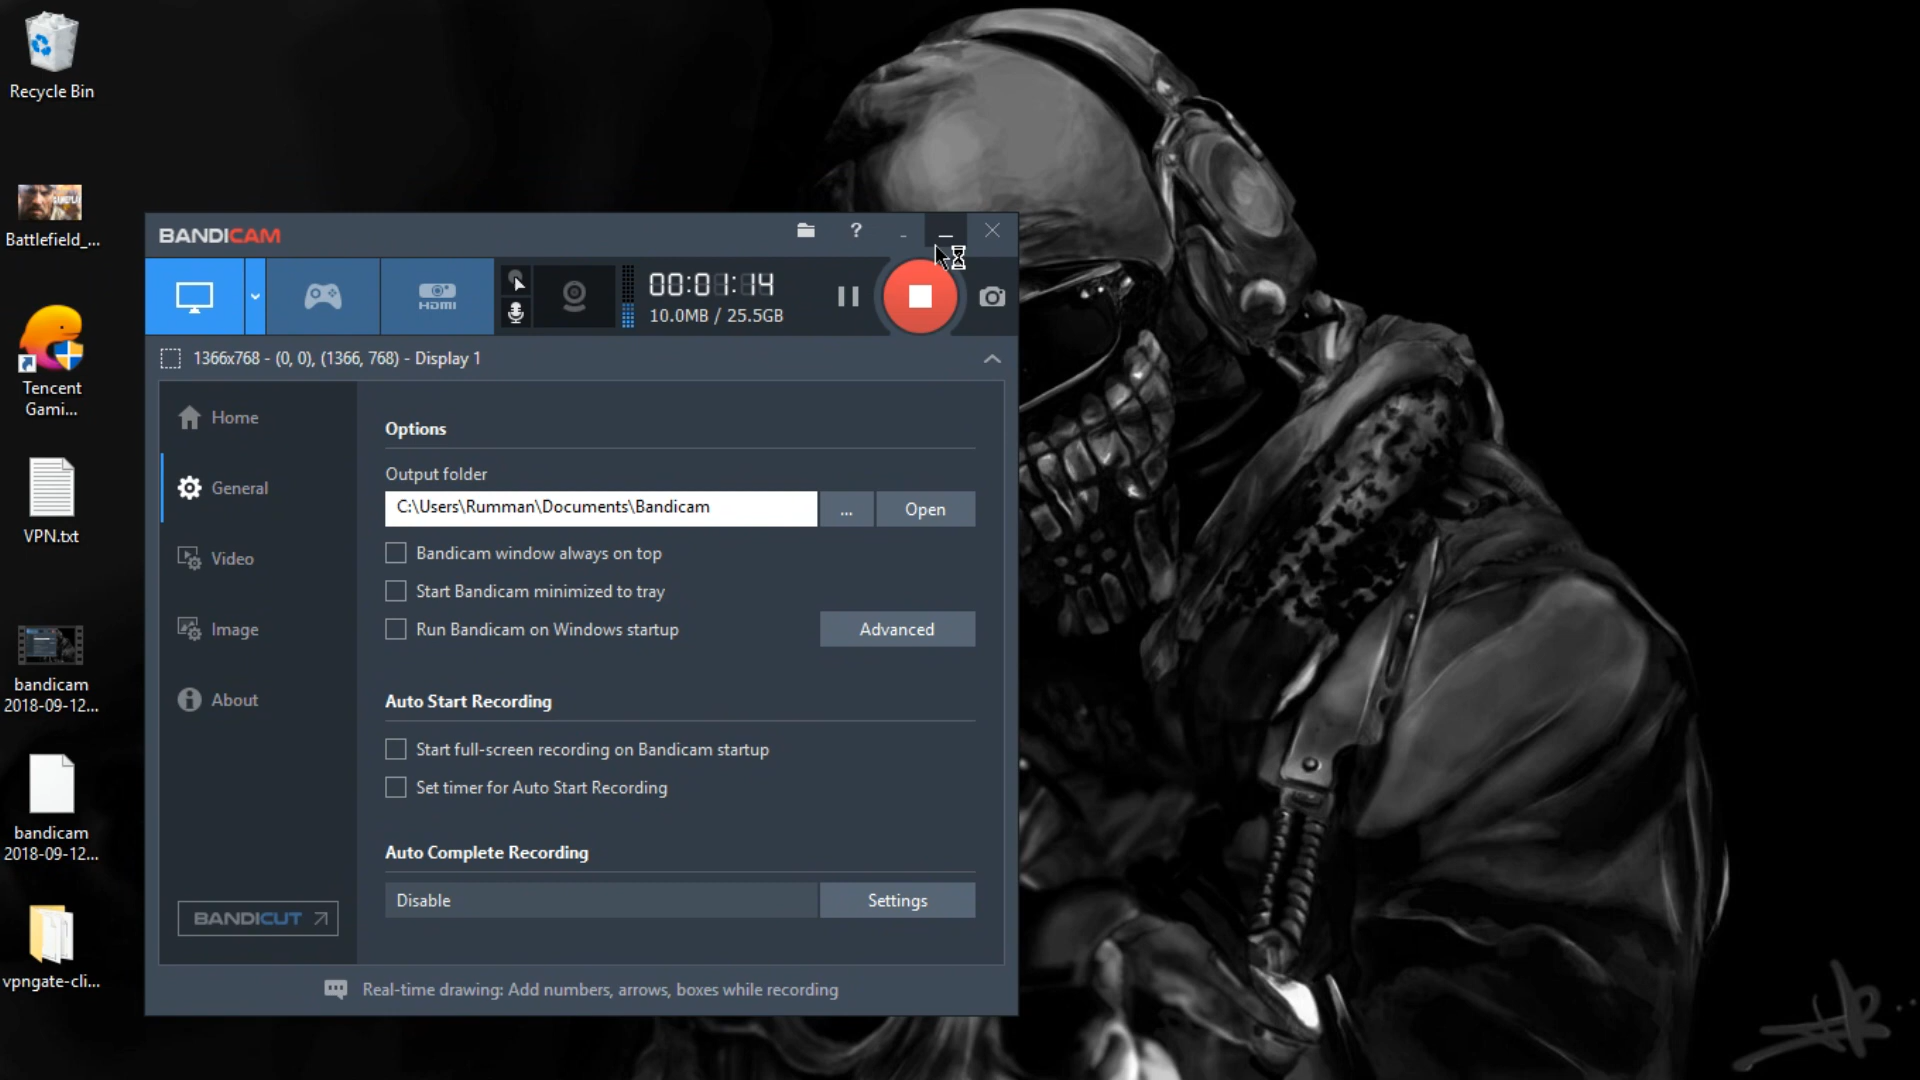 Recycle Bin
Battlefield_...
Tencent
Gami...
VPN.txt
bandicam
2018-09-12...
bandicam
2018-09-12...
vpngate-cli...
BANDICAM
?
HDMI
00:01:14
10.0MB / 25.5GB
1366x768 - (0, 0), (1366, 768) - Display 1
Home
General
Video
Image
About
BANDICUT
Options
Output folder
C:\Users\Rumman\Documents\Bandicam
...
Open
Bandicam window always on top
Start Bandicam minimized to tray
Run Bandicam on Windows startup
Advanced
Auto Start Recording
Start full-screen recording on Bandicam startup
Set timer for Auto Start Recording
Auto Complete Recording
Disable
Settings
Real-time drawing: Add numbers, arrows, boxes while recording